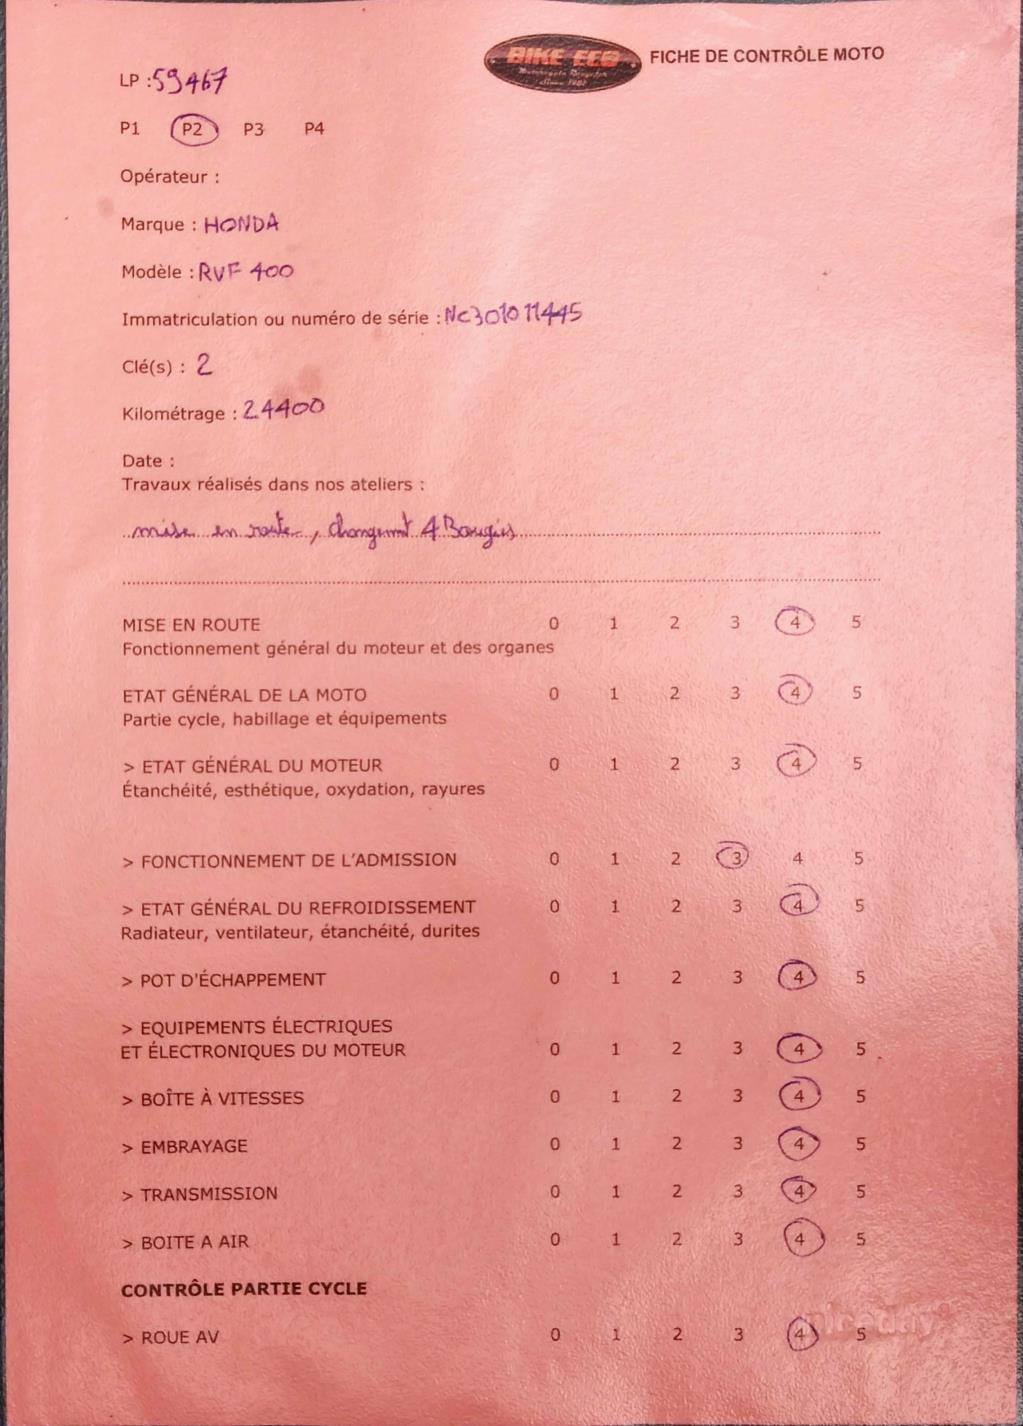 BIKE-ECO
Motorcycle Recycler
Since 1982
FICHE DE CONTRÔLE MOTO
LP :59467
P1 P2 P3 P4
Opérateur :
Marque : HONDA
Modèle : RVF 400
Immatriculation ou numéro de série : NC301011445
Clé(s) : 2
Kilométrage : 24400
Date :
Travaux réalisés dans nos ateliers :
mise en route, changement 4 Bougies
MISE EN ROUTE 0 1 2 3 4 5
Fonctionnement général du moteur et des organes
ETAT GÉNÉRAL DE LA MOTO 0 1 2 3 4 5
Partie cycle, habillage et équipements
> ETAT GÉNÉRAL DU MOTEUR 0 1 2 3 4 5
Étanchéité, esthétique, oxydation, rayures
> FONCTIONNEMENT DE L'ADMISSION 0 1 2 3 4 5
> ETAT GÉNÉRAL DU REFROIDISSEMENT 0 1 2 3 4 5
Radiateur, ventilateur, étanchéité, durites
> POT D'ÉCHAPPEMENT 0 1 2 3 4 5
> EQUIPEMENTS ÉLECTRIQUES
ET ÉLECTRONIQUES DU MOTEUR 0 1 2 3 4 5
> BOÎTE À VITESSES 0 1 2 3 4 5
> EMBRAYAGE 0 1 2 3 4 5
> TRANSMISSION 0 1 2 3 4 5
> BOITE A AIR 0 1 2 3 4 5
CONTRÔLE PARTIE CYCLE
> ROUE AV 0 1 2 3 4 5